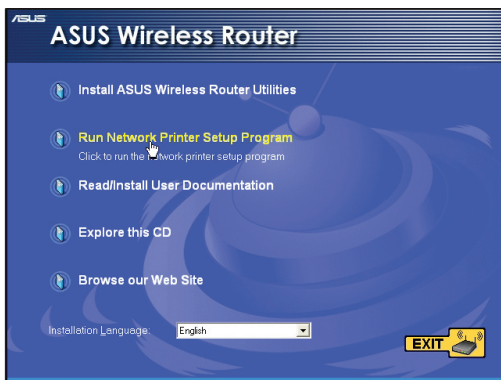 ASUS
ASUS Wireless Router
Install ASUS Wireless Router Utilities
Run Network Printer Setup Program
Click to run the network printer setup program
Read/Install User Documentation
Explore this CD
Browse our Web Site
Installation Language: English
EXIT